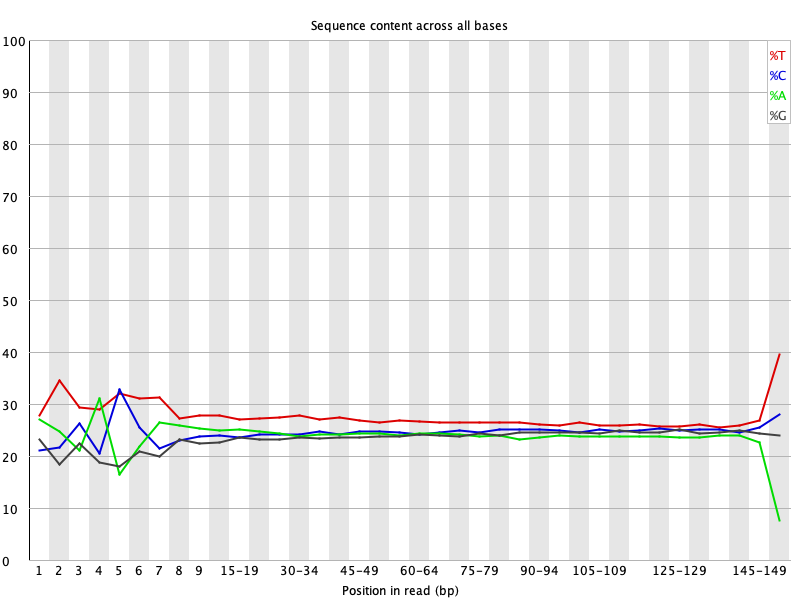 Sequence content across all bases
100
90
80
70
60
50
40
30
20
10
0
%T
%C
%A
%G
1 2 3 4 5 6 7 8 9 15-19 30-34 45-49 60-64 75-79 90-94 105-109 125-129 145-149
Position in read (bp)